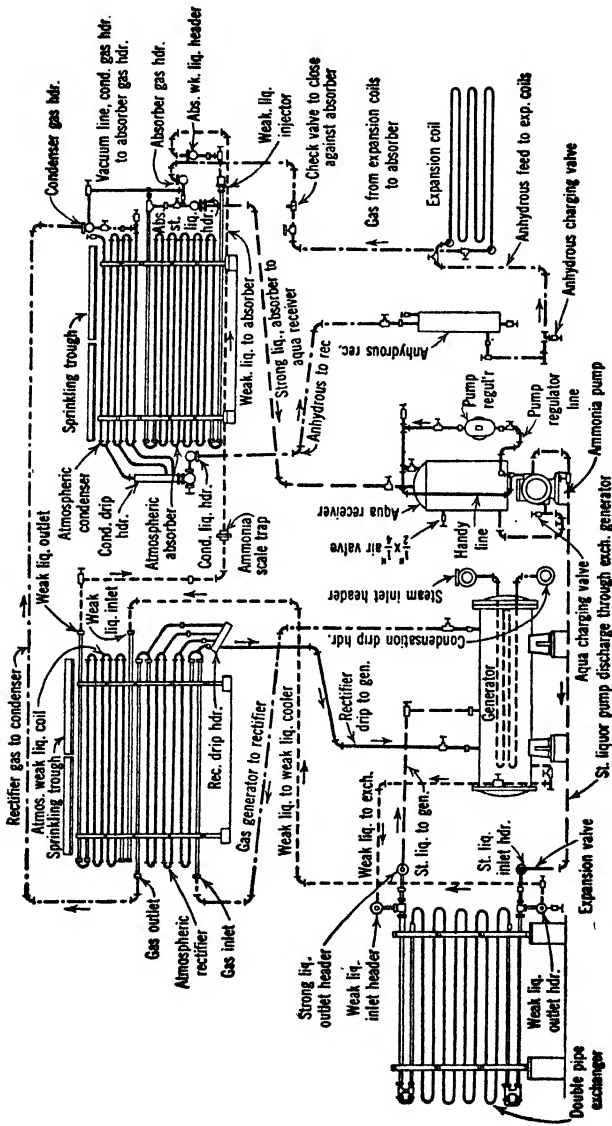 Condenser gas hdr.
Vacuum line, cond. gas hdr.
to absorber gas hdr.
Absorber gas hdr.
Abs. wk. liq. header
Weak. liq.
injector
Check valve to close
against absorber
Gas from expansion coils
to absorber
Expansion coil
Anhydrous feed to exp. coils
Anhydrous charging valve
Sprinkling trough
Abs.
st.
liq.
hdr.
Weak. liq. to absorber
Strong liq., absorber to
aqua receiver
Anhydrous to rec
Anhydrous rec.
Atmospheric
condenser
Cond. drip
hdr.
Atmospheric
absorber
Cond. liq. hdr.
Ammonia
scale trap
Pump
regul'r
Pump
regulator
line
Ammonia pump
Aqua receiver
½" x ¼" air valve
Handy
line
Aqua charging valve
St. liquor pump discharge through exch. generator
Rectifier gas to condenser
Weak liq. outlet
Weak
liq. inlet
Atmos. weak liq. coil
Sprinkling trough
Rec. drip hdr.
Gas generator to rectifier
Weak liq. to weak liq. cooler
Rectifier
drip to gen.
Steam inlet header
Condensation drip hdr.
Generator
Gas outlet
Atmospheric
rectifier
Gas inlet
Weak liq. to exch.
St. liq. to gen.
Strong liq.
outlet header
Weak liq.
inlet header
St. liq.
inlet hdr.
Expansion valve
Weak liq.
outlet hdr.
Double pipe
exchanger